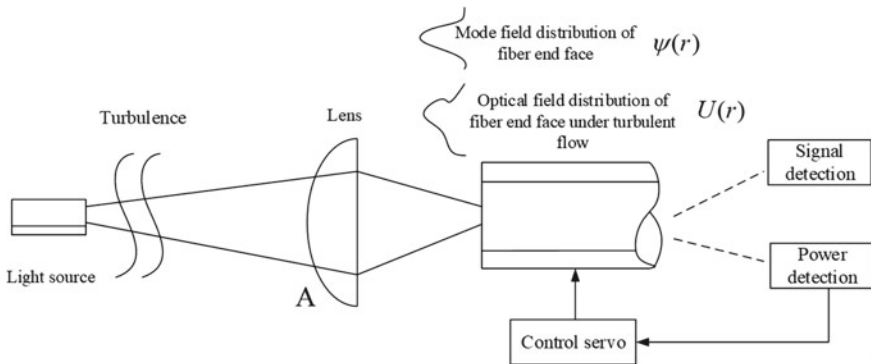 Mode field distribution of
fiber end face
ψ(r)
Optical field distribution of
fiber end face under turbulent
flow
U(r)
Turbulence
Lens
Signal
detection
Light source
A
Power
detection
Control servo